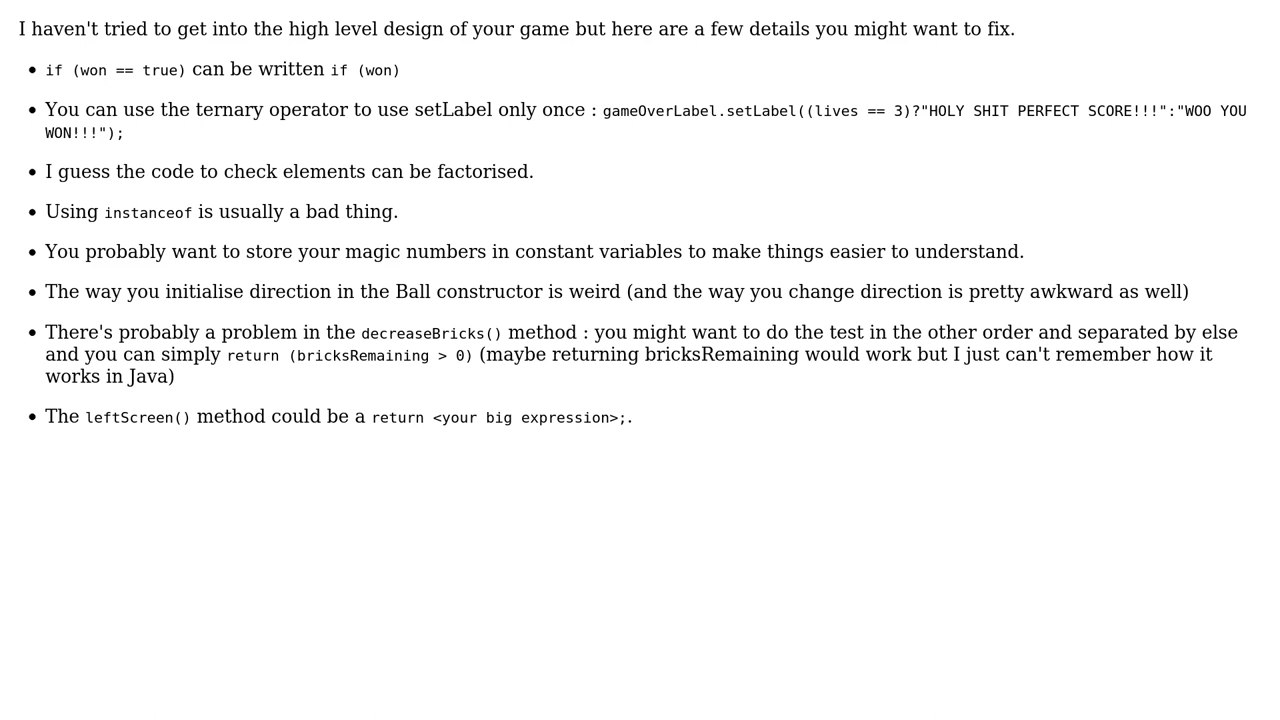 I haven't tried to get into the high level design of your game but here are a few details you might want to fix.
• if (won == true) can be written if (won)
• You can use the ternary operator to use setLabel only once : gameOverLabel.setLabel((lives == 3)?"HOLY SHIT PERFECT SCORE!!!":"WOO YOU
WON!!!");
• I guess the code to check elements can be factorised.
• Using instanceof is usually a bad thing.
• You probably want to store your magic numbers in constant variables to make things easier to understand.
• The way you initialise direction in the Ball constructor is weird (and the way you change direction is pretty awkward as well)
• There's probably a problem in the decreaseBricks() method : you might want to do the test in the other order and separated by else
and you can simply return (bricksRemaining > 0) (maybe returning bricksRemaining would work but I just can't remember how it
works in Java)
• The leftScreen() method could be a return <your big expression>;.